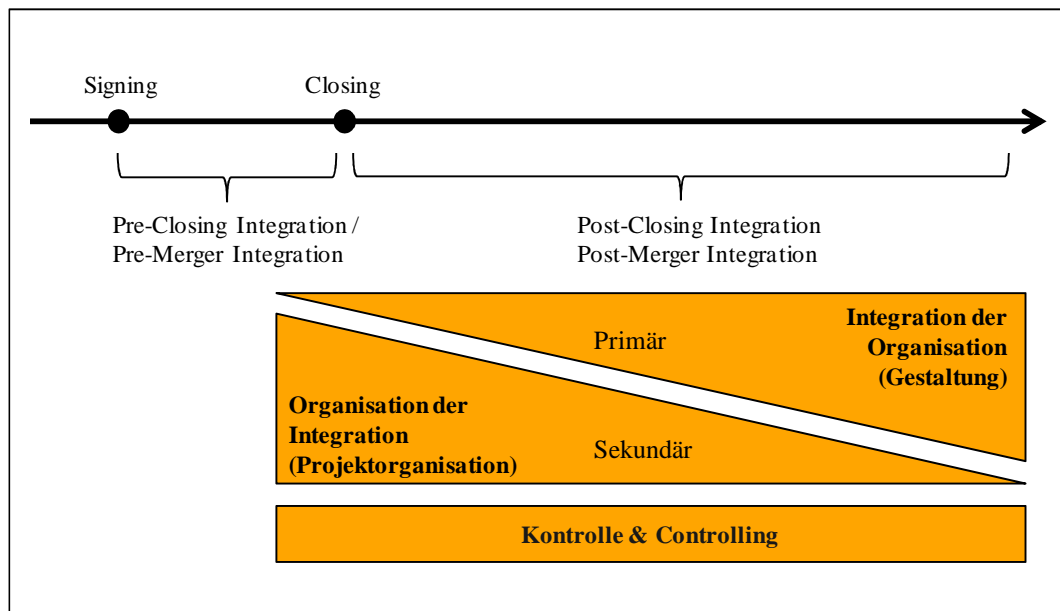 Signing
Closing
Pre-Closing Integration /
Pre-Merger Integration
Post-Closing Integration
Post-Merger Integration
Primär
Integration der
Organisation
(Gestaltung)
Organisation der
Integration
(Projektorganisation)
Sekundär
Kontrolle & Controlling